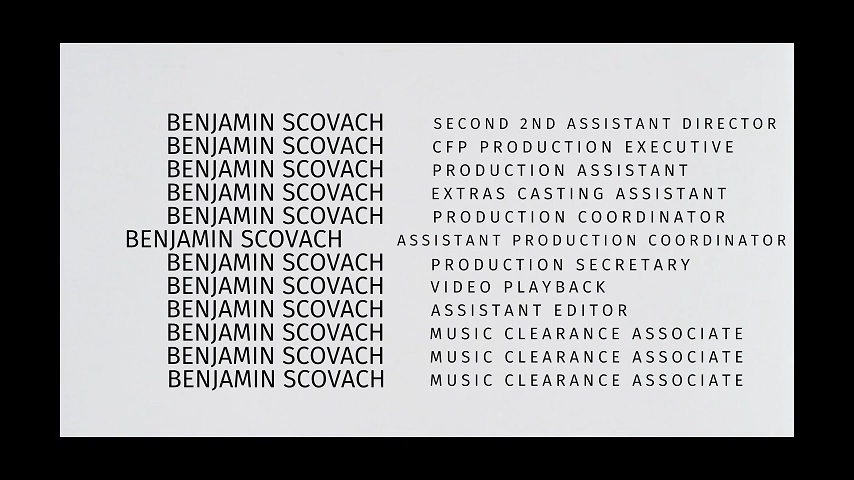 BENJAMIN SCOVACH SECOND 2ND ASSISTANT DIRECTOR
BENJAMIN SCOVACH CFP PRODUCTION EXECUTIVE
BENJAMIN SCOVACH PRODUCTION ASSISTANT
BENJAMIN SCOVACH EXTRAS CASTING ASSISTANT
BENJAMIN SCOVACH PRODUCTION COORDINATOR
BENJAMIN SCOVACH ASSISTANT PRODUCTION COORDINATOR
BENJAMIN SCOVACH PRODUCTION SECRETARY
BENJAMIN SCOVACH VIDEO PLAYBACK
BENJAMIN SCOVACH ASSISTANT EDITOR
BENJAMIN SCOVACH MUSIC CLEARANCE ASSOCIATE
BENJAMIN SCOVACH MUSIC CLEARANCE ASSOCIATE
BENJAMIN SCOVACH MUSIC CLEARANCE ASSOCIATE